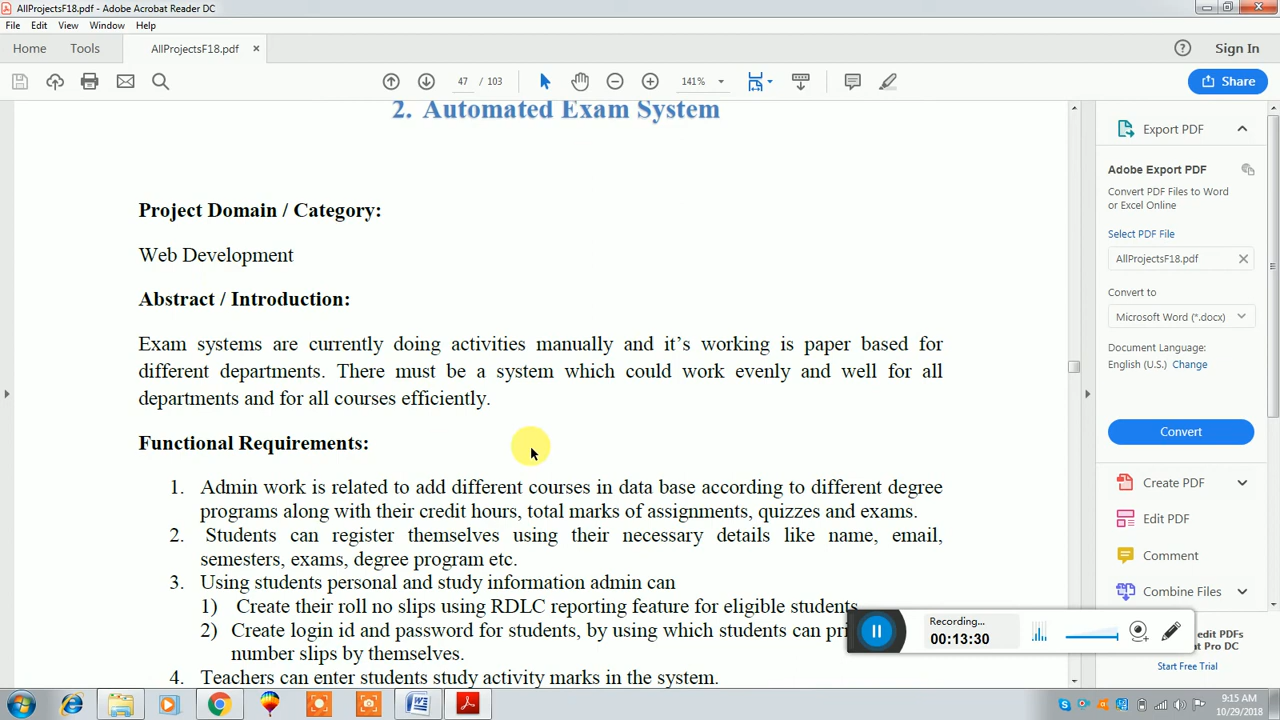 AllProjectsF18.pdf - Adobe Acrobat Reader DC
File Edit View Window Help
Home Tools AllProjectsF18.pdf × Sign In
47 / 103 141% Share
2. Automated Exam System
Project Domain / Category:
Web Development
Abstract / Introduction:
Exam systems are currently doing activities manually and it's working is paper based for
different departments. There must be a system which could work evenly and well for all
departments and for all courses efficiently.
Functional Requirements:
1. Admin work is related to add different courses in data base according to different degree
programs along with their credit hours, total marks of assignments, quizzes and exams.
2. Students can register themselves using their necessary details like name, email,
semesters, exams, degree program etc.
3. Using students personal and study information admin can
1) Create their roll no slips using RDLC reporting feature for eligible students
2) Create login id and password for students, by using which students can pri
number slips by themselves.
4. Teachers can enter students study activity marks in the system.
Export PDF
Adobe Export PDF
Convert PDF Files to Word
or Excel Online
Select PDF File
AllProjectsF18.pdf
Convert to
Microsoft Word (*.docx)
Document Language:
English (U.S.) Change
Convert
Create PDF
Edit PDF
Comment
Combine Files
edit PDFs
Pro DC
Start Free Trial
Recording...
00:13:30
9:15 AM
10/29/2018